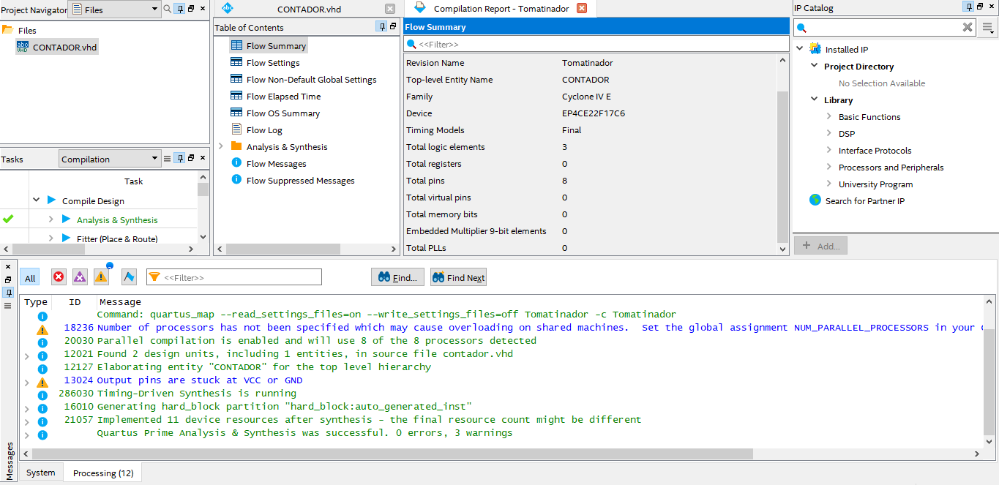 Project Navigator
Files
Files
CONTADOR.vhd
Tasks
Compilation
Task
Compile Design
Analysis & Synthesis
Fitter (Place & Route)
CONTADOR.vhd
Compilation Report - Tomatinador
Table of Contents
Flow Summary
Flow Settings
Flow Non-Default Global Settings
Flow Elapsed Time
Flow OS Summary
Flow Log
Analysis & Synthesis
Flow Messages
Flow Suppressed Messages
Flow Summary
<<Filter>>
Revision Name Tomatinador
Top-level Entity Name CONTADOR
Family Cyclone IV E
Device EP4CE22F17C6
Timing Models Final
Total logic elements 3
Total registers 0
Total pins 8
Total virtual pins 0
Total memory bits 0
Embedded Multiplier 9-bit elements 0
Total PLLs 0
IP Catalog
Installed IP
Project Directory
No Selection Available
Library
Basic Functions
DSP
Interface Protocols
Processors and Peripherals
University Program
Search for Partner IP
+ Add...
All
<<Filter>>
Find...
Find Next
Type ID Message
Command: quartus_map --read_settings_files=on --write_settings_files=off Tomatinador -c Tomatinador
18236 Number of processors has not been specified which may cause overloading on shared machines.  Set the global assignment NUM_PARALLEL_PROCESSORS in your
20030 Parallel compilation is enabled and will use 8 of the 8 processors detected
12021 Found 2 design units, including 1 entities, in source file contador.vhd
12127 Elaborating entity "CONTADOR" for the top level hierarchy
13024 Output pins are stuck at VCC or GND
286030 Timing-Driven Synthesis is running
16010 Generating hard_block partition "hard_block:auto_generated_inst"
21057 Implemented 11 device resources after synthesis - the final resource count might be different
Quartus Prime Analysis & Synthesis was successful. 0 errors, 3 warnings
Messages
System
Processing (12)